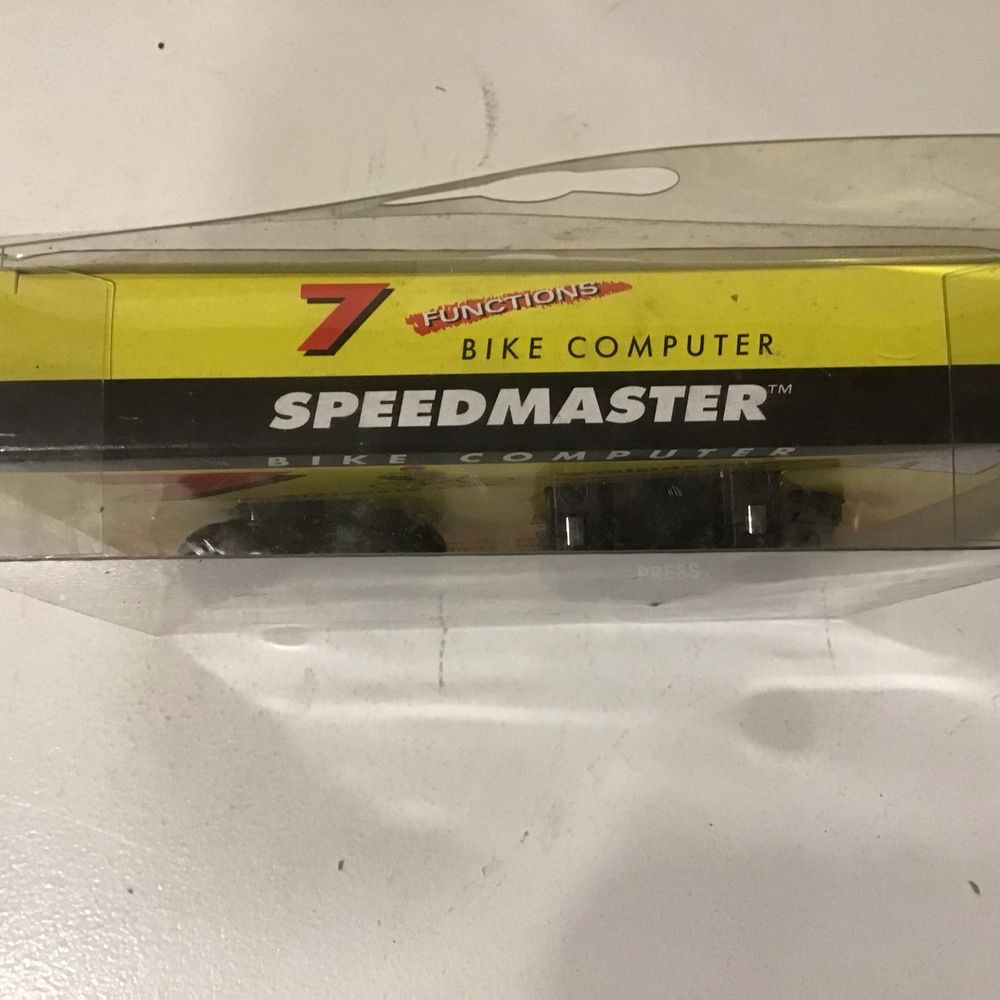 7 FUNCTIONS
BIKE COMPUTER
SPEEDMASTER™
BIKE COMPUTER
PRESS